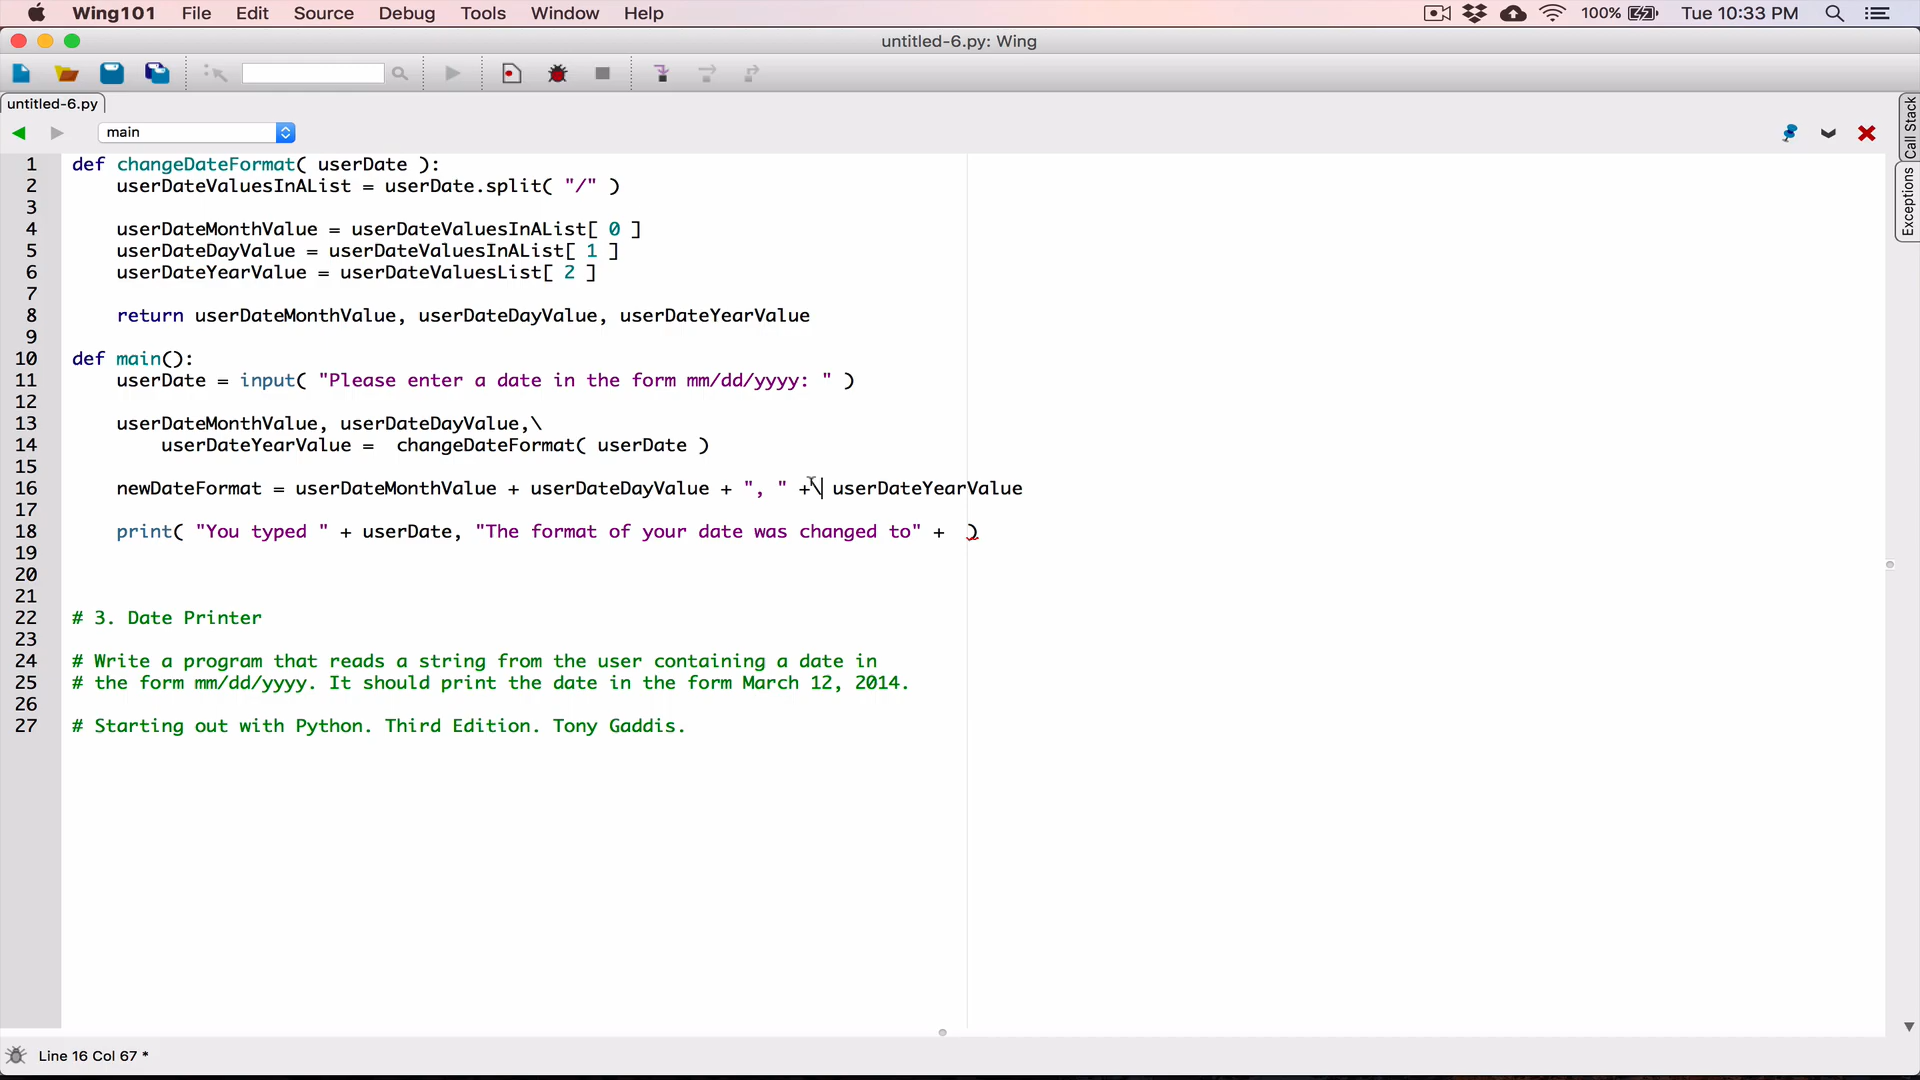 Wing101 File Edit Source Debug Tools Window Help 100% Tue 10:33 PM
untitled-6.py: Wing
untitled-6.py
main
Call Stack
Exceptions
1 def changeDateFormat( userDate ):
2 userDateValuesInAList = userDate.split( "/" )
3
4 userDateMonthValue = userDateValuesInAList[ 0 ]
5 userDateDayValue = userDateValuesInAList[ 1 ]
6 userDateYearValue = userDateValuesList[ 2 ]
7
8 return userDateMonthValue, userDateDayValue, userDateYearValue
9
10 def main():
11 userDate = input( "Please enter a date in the form mm/dd/yyyy: " )
12
13 userDateMonthValue, userDateDayValue,\
14 userDateYearValue =  changeDateFormat( userDate )
15
16 newDateFormat = userDateMonthValue + userDateDayValue + ", " +\ userDateYearValue
17
18 print( "You typed " + userDate, "The format of your date was changed to" +  )
19
20
21
22 # 3. Date Printer
23
24 # Write a program that reads a string from the user containing a date in
25 # the form mm/dd/yyyy. It should print the date in the form March 12, 2014.
26
27 # Starting out with Python. Third Edition. Tony Gaddis.
Line 16 Col 67 *